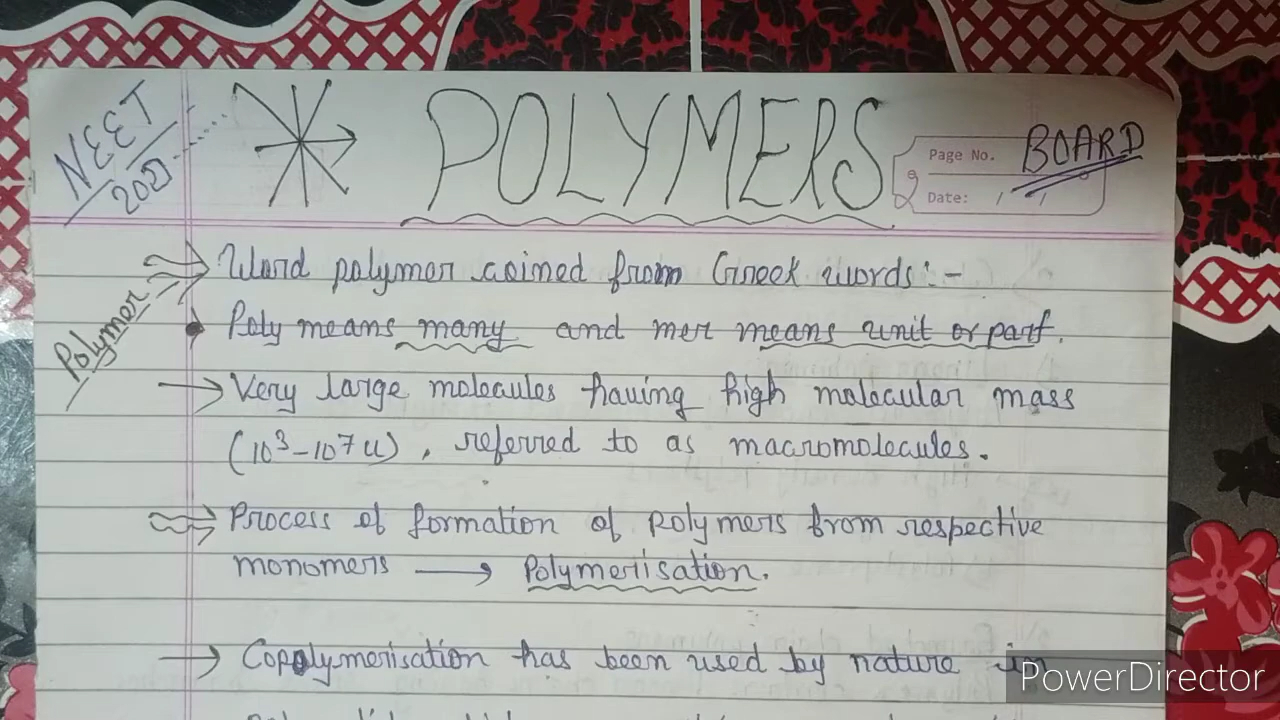 NEET
2021......
* POLYMERS
Page No.
BOARD
Date: / /
Polymer
Word polymer coined from Greek words:-
• Poly means many and mer means unit or part.
→ Very large molecules having high molecular mass
(10³-10⁷u), referred to as macromolecules.
⇒ Process of formation of polymers from respective
monomers → Polymerisation.
→ Copolymerisation has been used by nature in
PowerDirector